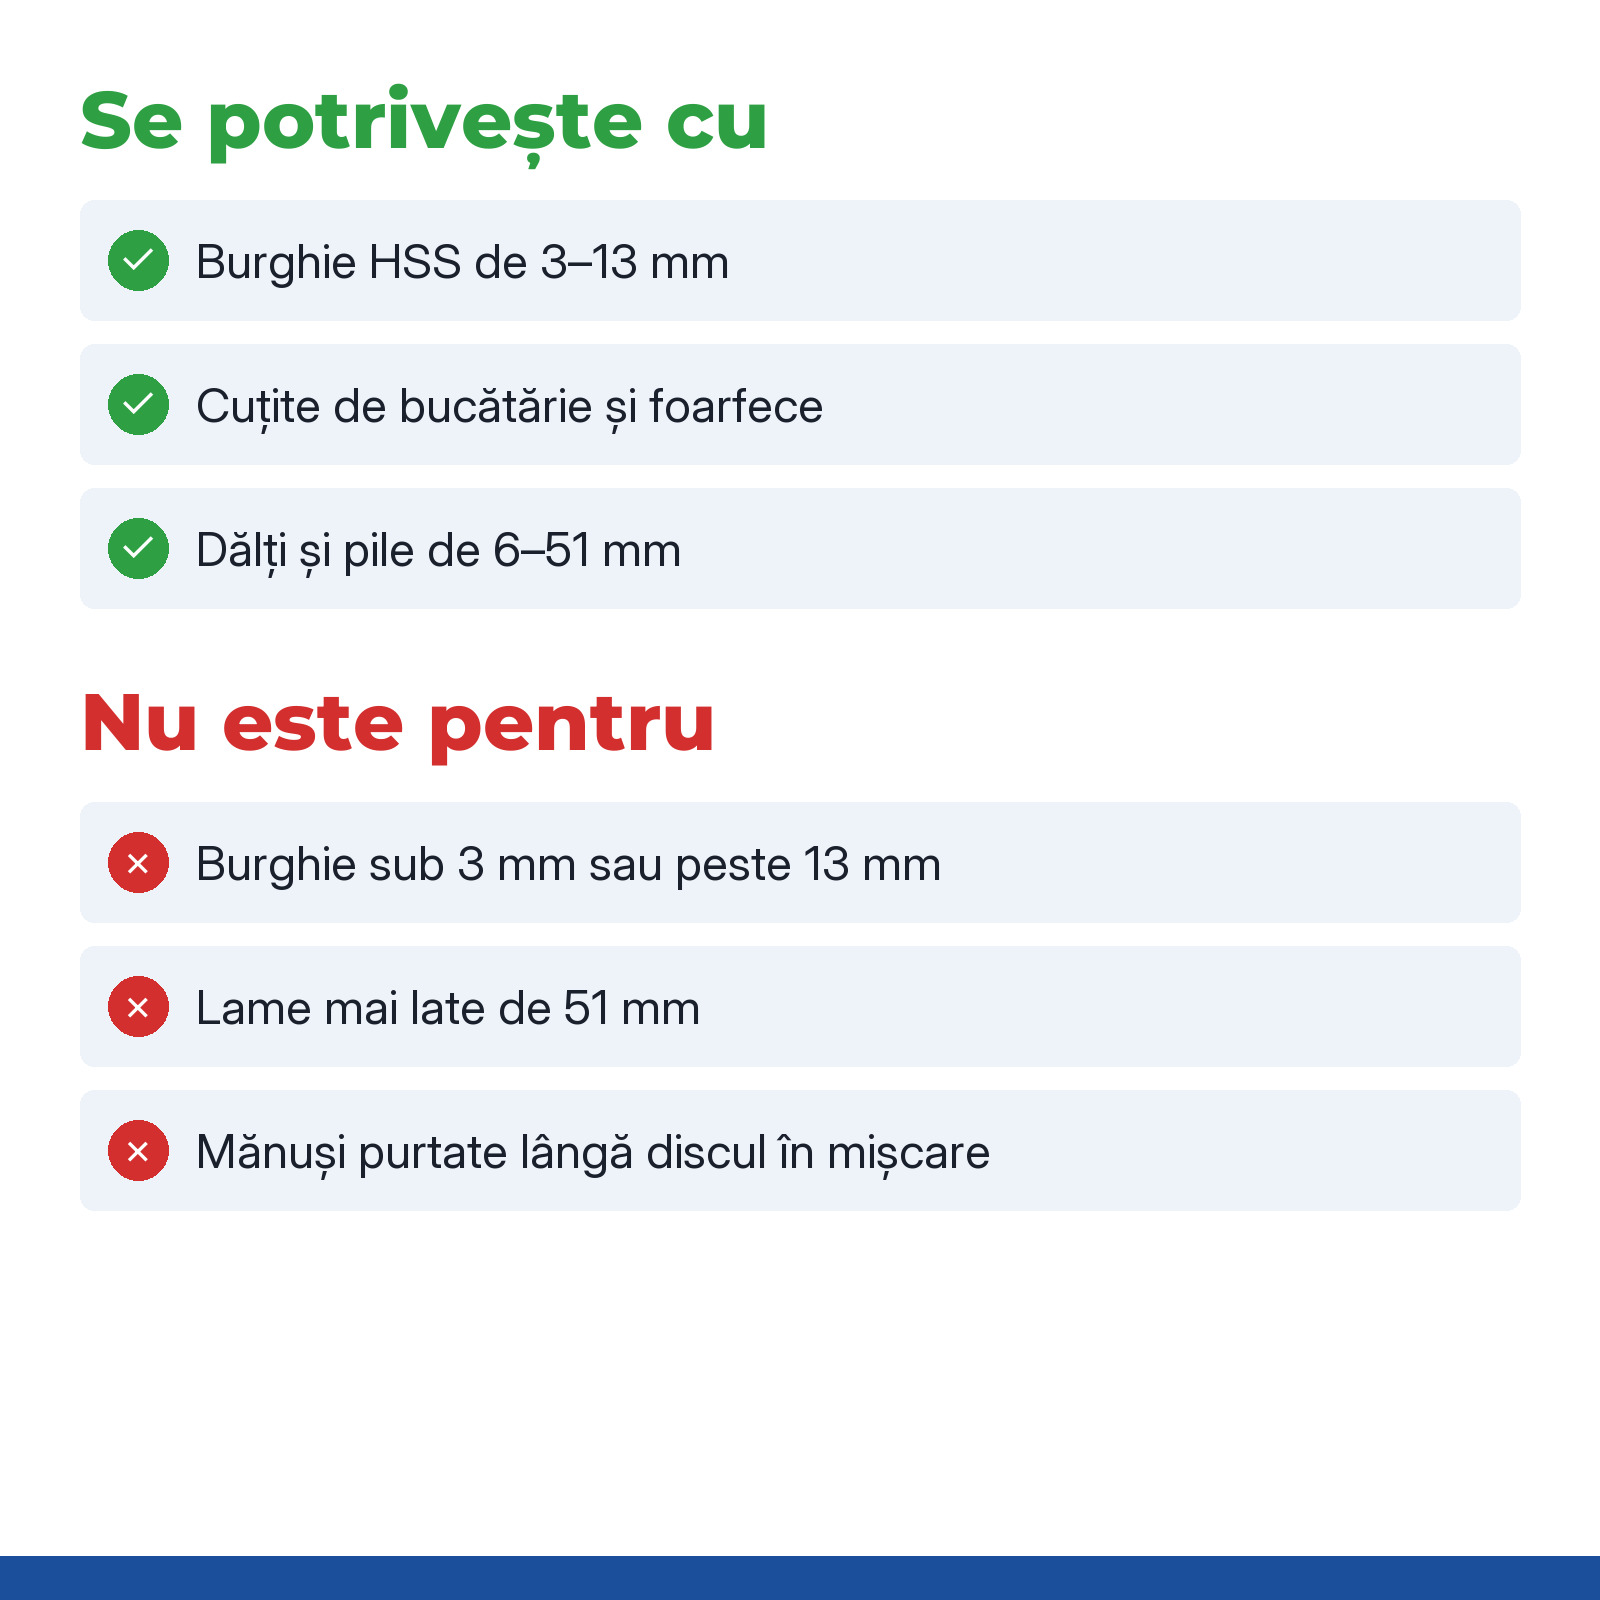 Se potrivește cu
Burghie HSS de 3–13 mm
Cuțite de bucătărie și foarfece
Dălți și pile de 6–51 mm
Nu este pentru
Burghie sub 3 mm sau peste 13 mm
Lame mai late de 51 mm
Mănuși purtate lângă discul în mișcare